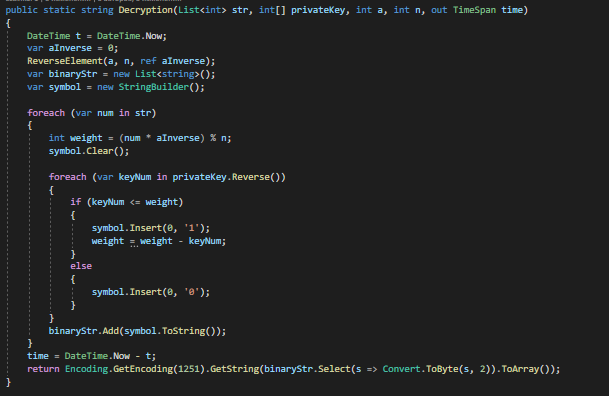 public static string Decryption(List<int> str, int[] privateKey, int a, int n, out TimeSpan time)
{
    DateTime t = DateTime.Now;
    var aInverse = 0;
    ReverseElement(a, n, ref aInverse);
    var binaryStr = new List<string>();
    var symbol = new StringBuilder();

    foreach (var num in str)
    {
        int weight = (num * aInverse) % n;
        symbol.Clear();

        foreach (var keyNum in privateKey.Reverse())
        {
            if (keyNum <= weight)
            {
                symbol.Insert(0, '1');
                weight = weight - keyNum;
            }
            else
            {
                symbol.Insert(0, '0');
            }
        }
        binaryStr.Add(symbol.ToString());
    }
    time = DateTime.Now - t;
    return Encoding.GetEncoding(1251).GetString(binaryStr.Select(s => Convert.ToByte(s, 2)).ToArray());
}